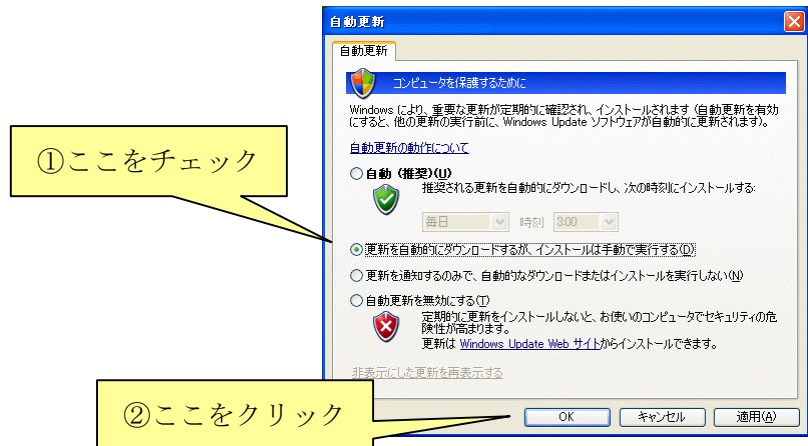 自動更新
自動更新
コンピュータを保護するために
Windows により、重要な更新が定期的に確認され、インストールされます (自動更新を有効
にすると、他の更新の実行前に、Windows Update ソフトウェアが自動的に更新されます)。
自動更新の動作について
自動 (推奨)(U)
推奨される更新を自動的にダウンロードし、次の時刻にインストールする:
毎日 時刻 3:00
①ここをチェック
更新を自動的にダウンロードするが、インストールは手動で実行する(D)
更新を通知するのみで、自動的なダウンロードまたはインストールを実行しない(N)
自動更新を無効にする(T)
定期的に更新をインストールしないと、お使いのコンピュータでセキュリティの危
険性が高まります。
更新は Windows Update Web サイトからインストールできます。
非表示にした更新を再表示する
②ここをクリック
OK キャンセル 適用(A)